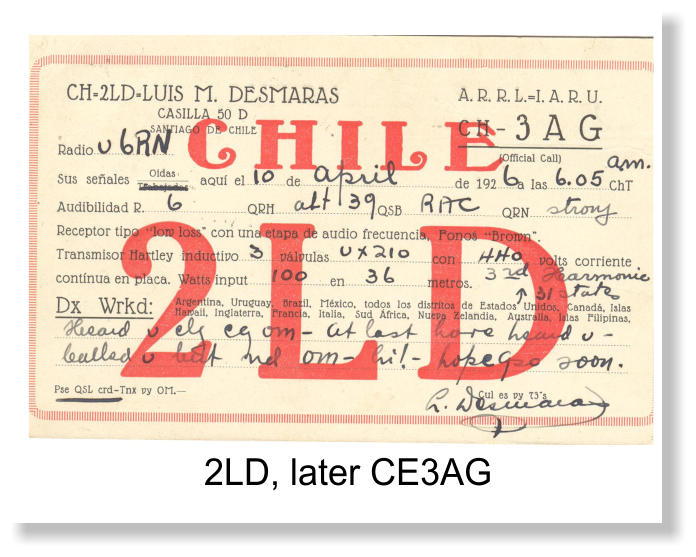 CH=2LD=LUIS M. DESMARAS
A. R. R. L.=I. A. R. U.
CASILLA 50 D
SANTIAGO DE CHILE
CHILE
CH-3AG
(Official Call)
Radio u 6RN
am.
Sus señales Oidas Trabajadas aquí el 10 de april de 1926 a las 6.05 ChT
Audibilidad R. 6 QRH alt 39 QSB RAC QRN strong
Receptor tipo "low loss" con una etapa de audio frecuencia, Fonos "Brown".
Transmisor Hartley inductivo 3 válvulas UX210 con 440 volts corriente
contínua en placa. Watts input 100 en 36 metros. 3rd Harmonic
↑ 31 states
2LD
Dx Wrkd: Argentina, Uruguay, Brazil, México, todos los distritos de Estados Unidos, Canadá, Islas
Hawaii, Inglaterra, Francia, Italia, Sud África, Nueva Zelandia, Australia, Islas Filipinas,
Heard u clg cq om - at last have heard u -
Called u but nd om - hi! - hope qso soon.
Pse QSL crd-Tnx vy OM.—
Cul es vy 73's
L. Desmaras
2LD, later CE3AG